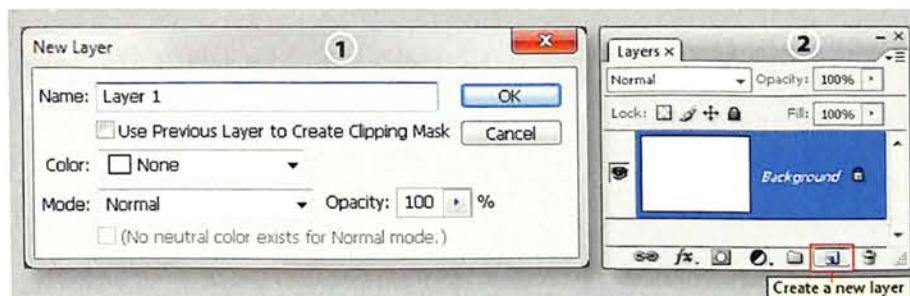 New Layer
1
Name: Layer 1
OK
Use Previous Layer to Create Clipping Mask
Cancel
Color: None
Mode: Normal
Opacity: 100 %
(No neutral color exists for Normal mode.)
2
Layers ×
Normal
Opacity: 100%
Lock:
Fill: 100%
Background
fx.
Create a new layer